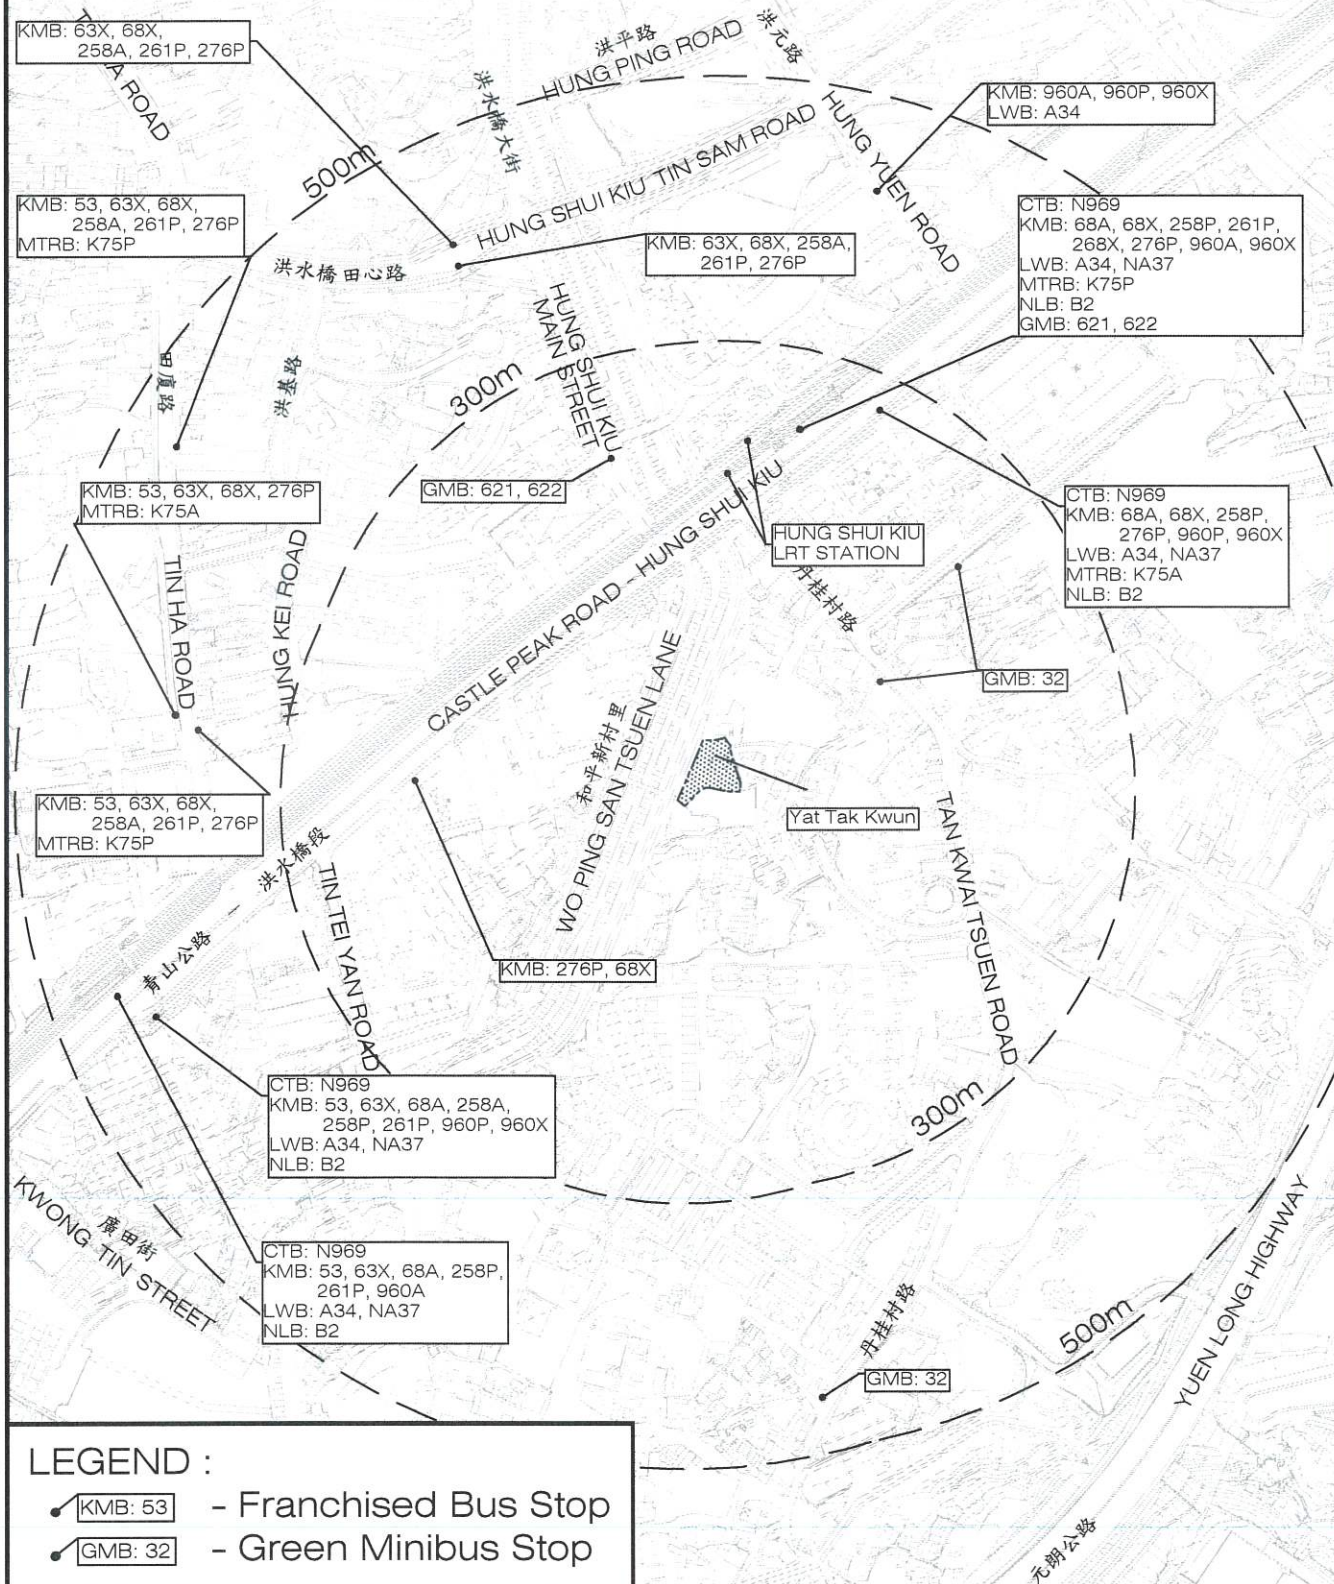 KMB: 63X, 68X,
258A, 261P, 276P
洪平路
HUNG PING ROAD
洪元路
洪水橋大街
500m
HUNG SHUI KIU TIN SAM ROAD
HUNG YUEN ROAD
KMB: 960A, 960P, 960X
LWB: A34
KMB: 53, 63X, 68X,
258A, 261P, 276P
MTRB: K75P
洪水橋田心路
KMB: 63X, 68X, 258A,
261P, 276P
CTB: N969
KMB: 68A, 68X, 258P, 261P,
268X, 276P, 960A, 960X
LWB: A34, NA37
MTRB: K75P
NLB: B2
GMB: 621, 622
HUNG SHUI KIU
MAIN STREET
田廈路
洪基路
300m
KMB: 53, 63X, 68X, 276P
MTRB: K75A
GMB: 621, 622
HUNG SHUI KIU
LRT STATION
CTB: N969
KMB: 68A, 68X, 258P,
276P, 960P, 960X
LWB: A34, NA37
MTRB: K75A
NLB: B2
TIN HA ROAD
HUNG KEI ROAD
CASTLE PEAK ROAD - HUNG SHUI KIU
丹桂村路
GMB: 32
和平新村里
WO PING SAN TSUEN LANE
Yat Tak Kwun
TAN KWAI TSUEN ROAD
KMB: 53, 63X, 68X,
258A, 261P, 276P
MTRB: K75P
洪水橋段
TIN TEI YAN ROAD
青山公路
KMB: 276P, 68X
CTB: N969
KMB: 53, 63X, 68A, 258A,
258P, 261P, 960P, 960X
LWB: A34, NA37
NLB: B2
300m
KWONG TIN STREET
廣田街
CTB: N969
KMB: 53, 63X, 68A, 258P,
261P, 960A
LWB: A34, NA37
NLB: B2
丹桂村路
500m
YUEN LONG HIGHWAY
GMB: 32
元朗公路
LEGEND :
KMB: 53 - Franchised Bus Stop
GMB: 32 - Green Minibus Stop